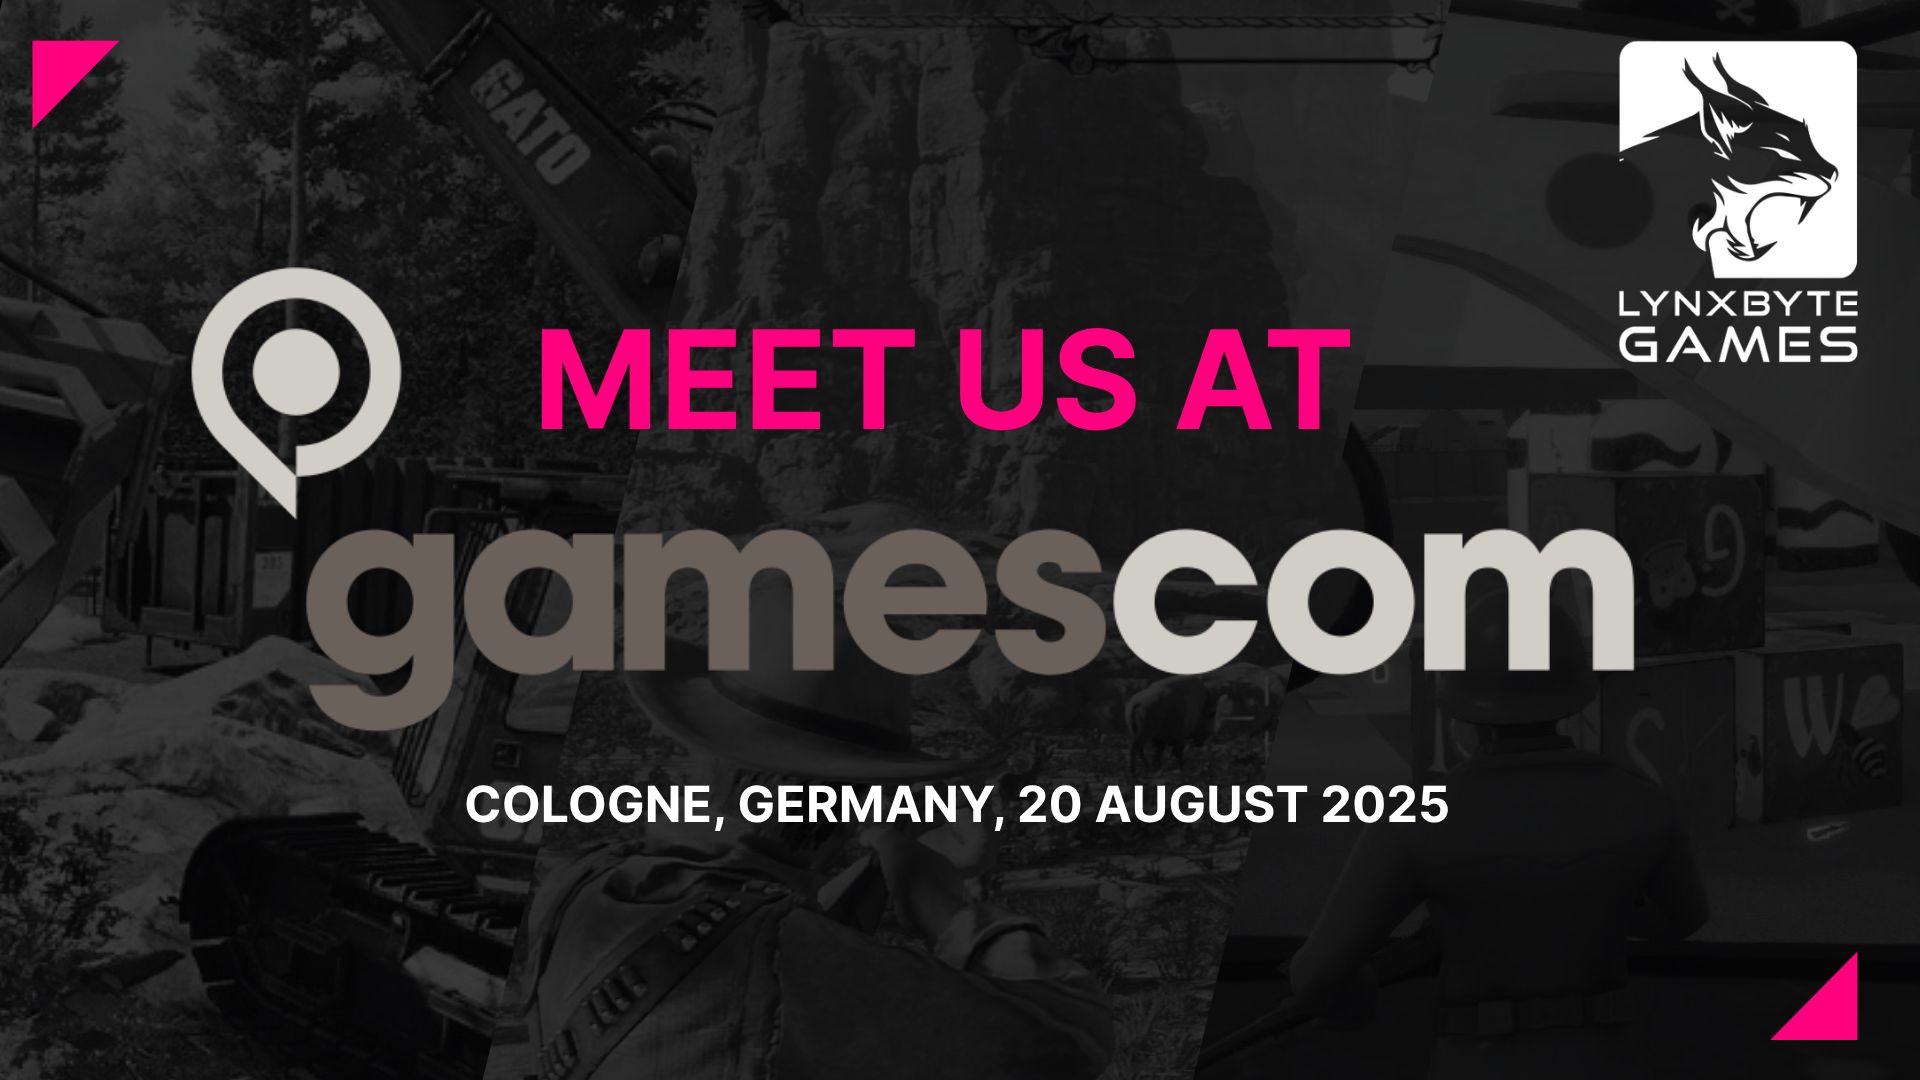 GATO
LYNXBYTE
GAMES
MEET US AT
gamescom
COLOGNE, GERMANY, 20 AUGUST 2025
G
W